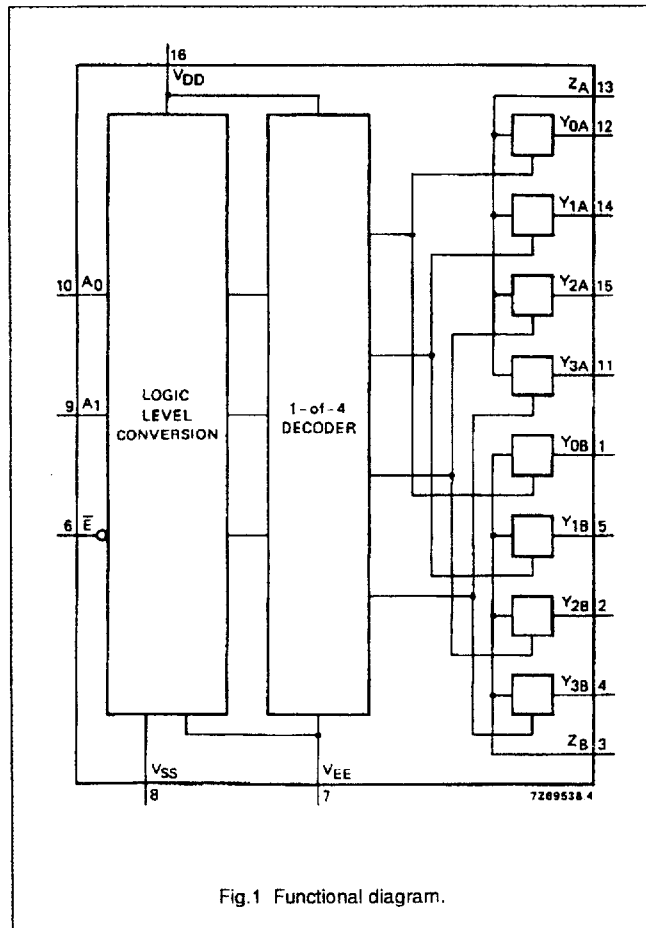 16
VDD
ZA 13
Y0A 12
Y1A 14
10 A0
Y2A 15
Y3A 11
LOGIC
LEVEL
CONVERSION
1-of-4
DECODER
9 A1
Y0B 1
6 E̅
Y1B 5
Y2B 2
Y3B 4
ZB 3
VSS
8
VEE
7
7Z69538.4
Fig.1 Functional diagram.